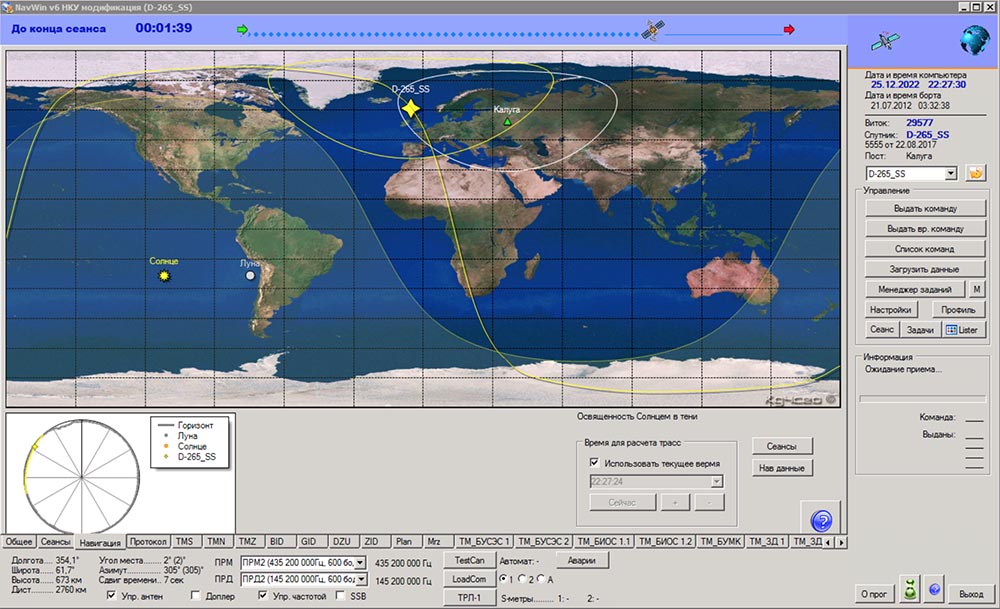 NavWin v6 НКУ модификация (D-265_SS)
До конца сеанса 00:01:39
D-265_SS
Калуга
Солнце
Луна
Дата и время компьютера
25.12.2022 22:27:30
Дата и время борта
21.07.2012 03:32:38
Виток: 29577
Спутник: D-265_SS
5555 от 22.08.2017
Пост: Калуга
D-265_SS
Управление
Выдать команду
Выдать вр. команду
Список команд
Загрузить данные
Менеджер заданий М
Настройки Профиль
Сеанс Задачи Lister
Информация
Ожидание приема...
Команда:
Выданы:
Горизонт
Луна
Солнце
D-265_SS
Освященность Солнцем в тени
Время для расчета трасс
Использовать текущее вермя
22:27:24
Сейчас + -
Сеансы
Нав данные
Общее Сеансы Навигация Протокол TMS TMN TMZ BID GID DZU ZID Plan Mrz ТМ_БУСЭС 1 ТМ_БУСЭС 2 ТМ_БИОС 1.1 ТМ_БИОС 1.2 ТМ_БУМК ТМ_ЗД 1 ТМ_ЗД
Долгота.... 354,1° Угол места..... 2° (2)° ПРМ ПРМ2 (435 200 000Гц, 600 бо, 435 200 000 Гц TestCan Автомат: - Аварии
Широта..... 61,7° Азимут.......... 305° (305)°
Высота..... 673 км Сдвиг времени.. 7 сек ПРД ПРД2 (145 200 000Гц, 600 бод 145 200 000 Гц LoadCom 1 2 А
Дист........ 2760 км
Упр. антен Доплер Упр. частотой SSB ТРЛ-1 S-метры......... 1: - 2: -
О прог Выход